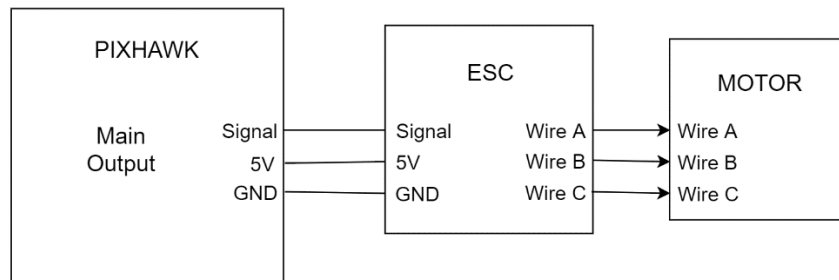 PIXHAWK
Main
Output
Signal
5V
GND
ESC
Signal
5V
GND
Wire A
Wire B
Wire C
MOTOR
Wire A
Wire B
Wire C